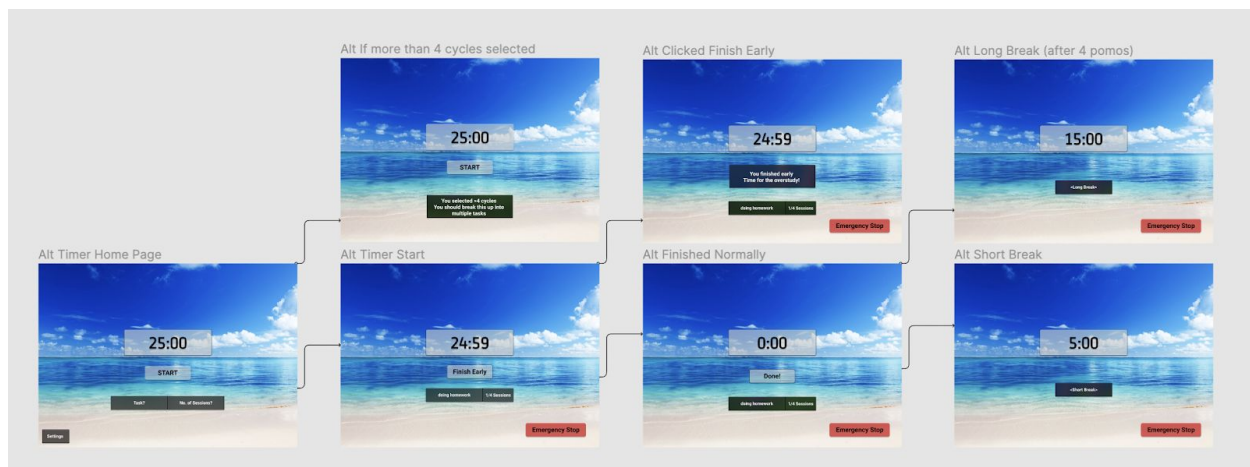 Alt If more than 4 cycles selected
25:00
START
You selected +4 cycles
You should break this up into
multiple tasks
Alt Clicked Finish Early
24:59
You finished early
Time for the overstudy!
doing homework 1/4 Sessions
Emergency Stop
Alt Long Break (after 4 pomos)
15:00
<Long Break>
Emergency Stop
Alt Timer Home Page
25:00
START
Task? No. of Sessions?
Settings
Alt Timer Start
24:59
Finish Early
doing homework 1/4 Sessions
Emergency Stop
Alt Finished Normally
0:00
Done!
doing homework 1/4 Sessions
Emergency Stop
Alt Short Break
5:00
<Short Break>
Emergency Stop